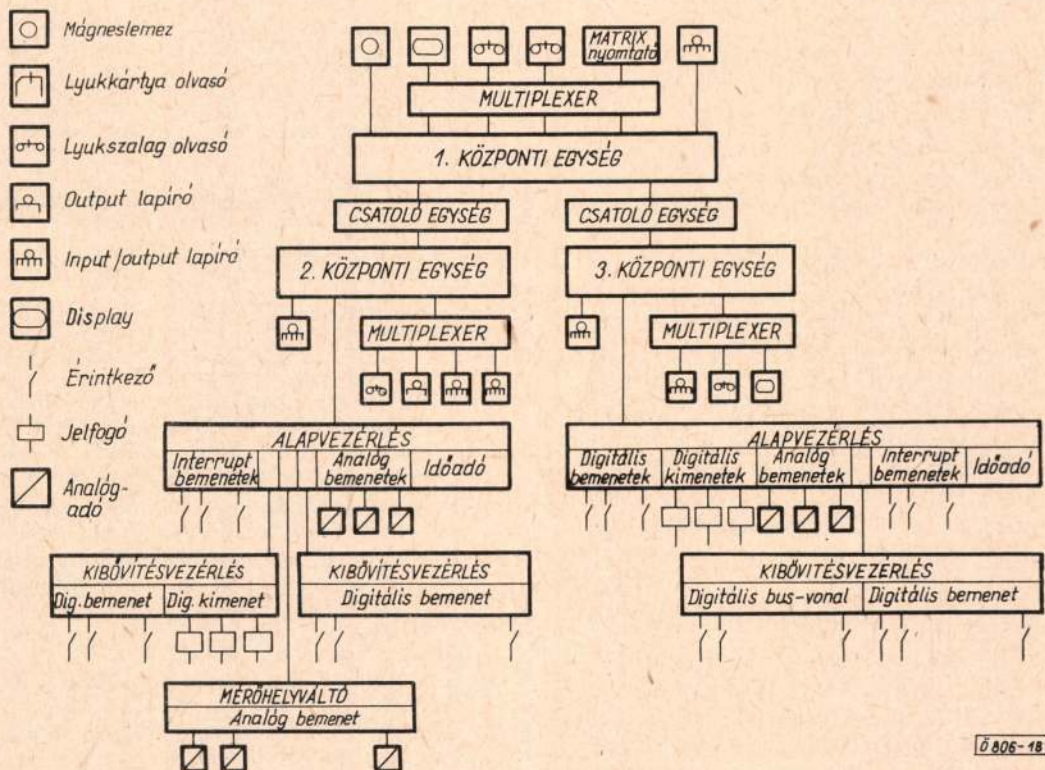 Mágneslemez
Lyukkártya olvasó
Lyukszalag olvasó
Output lapíró
Input/output lapíró
Display
Érintkező
Jelfogó
Analóg-
adó
MATRIX
nyomtató
MULTIPLEXER
1. KÖZPONTI EGYSÉG
CSATOLÓ EGYSÉG
CSATOLÓ EGYSÉG
2. KÖZPONTI EGYSÉG
3. KÖZPONTI EGYSÉG
MULTIPLEXER
MULTIPLEXER
ALAPVEZÉRLÉS
Interrupt
bemenetek
Analóg
bemenetek
Időadó
ALAPVEZÉRLÉS
Digitális
bemenetek
Digitális
kimenetek
Analóg
bemenetek
Interrupt
bemenetek
Időadó
KIBŐVÍTÉSVEZÉRLÉS
Dig. bemenet
Dig. kimenet
KIBŐVÍTÉSVEZÉRLÉS
Digitális bemenet
KIBŐVITÉSVEZÉRLÉS
Digitális bus-vonal
Digitális bemenet
MÉRŐHELYVÁLTÓ
Analóg bemenet
Ö 806-18